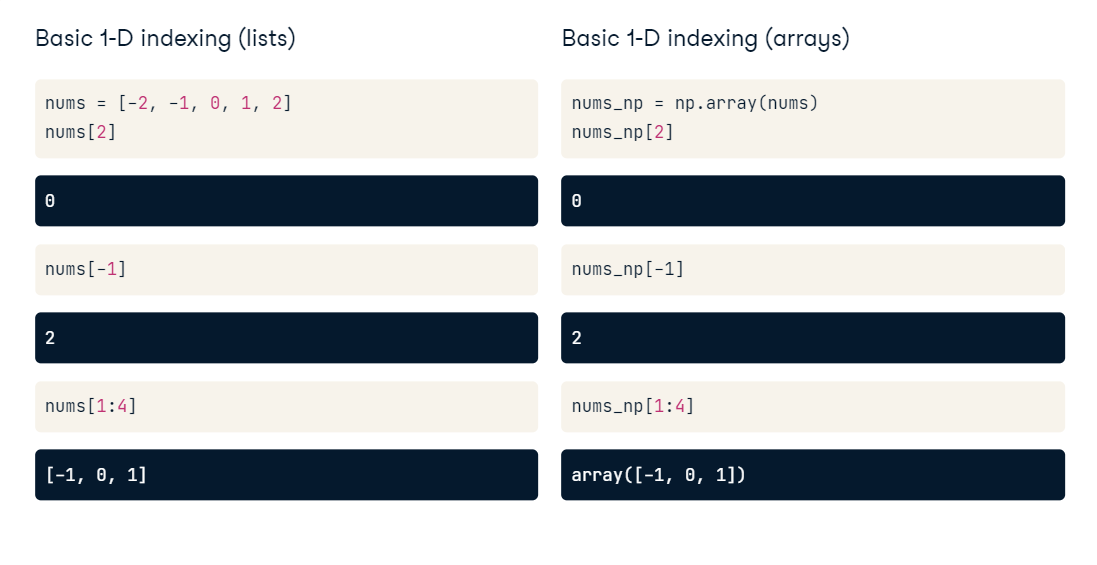 Basic 1-D indexing (lists)
nums = [-2, -1, 0, 1, 2]
nums[2]
0
nums[-1]
2
nums[1:4]
[-1, 0, 1]
Basic 1-D indexing (arrays)
nums_np = np.array(nums)
nums_np[2]
0
nums_np[-1]
2
nums_np[1:4]
array([-1, 0, 1])